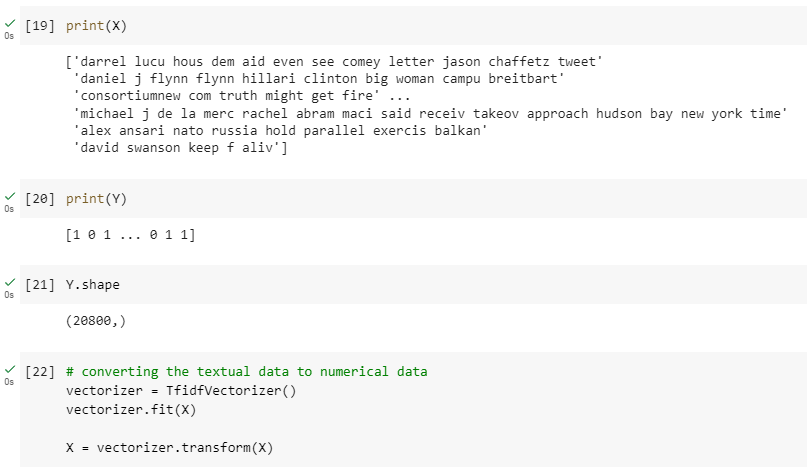 [19] print(X)
0s
['darrel lucu hous dem aid even see comey letter jason chaffetz tweet'
'daniel j flynn flynn hillari clinton big woman campu breitbart'
'consortiumnew com truth might get fire' ...
'michael j de la merc rachel abram maci said receiv takeov approach hudson bay new york time'
'alex ansari nato russia hold parallel exercis balkan'
'david swanson keep f aliv']
[20] print(Y)
0s
[1 0 1 ... 0 1 1]
[21] Y.shape
0s
(20800,)
[22] # converting the textual data to numerical data
0s
vectorizer = TfidfVectorizer()
vectorizer.fit(X)
X = vectorizer.transform(X)